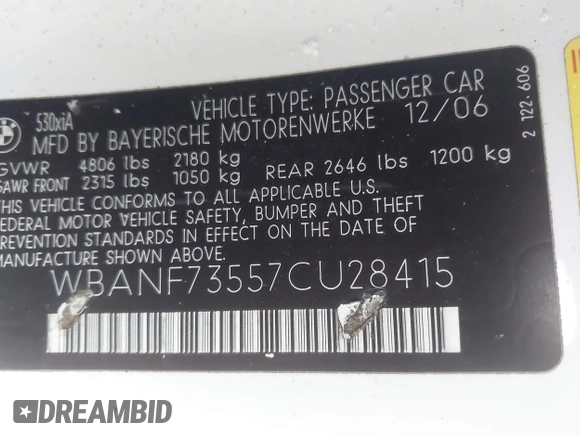 BMW
530xiA
VEHICLE TYPE: PASSENGER CAR
MFD BY BAYERISCHE MOTORENWERKE 12/06
GVWR 4806 lbs 2180 kg
GAWR FRONT 2315 lbs 1050 kg REAR 2646 lbs 1200 kg
THIS VEHICLE CONFORMS TO ALL APPLICABLE U.S.
FEDERAL MOTOR VEHICLE SAFETY, BUMPER AND THEFT
PREVENTION STANDARDS IN EFFECT ON THE DATE OF
MANUFACTURE SHOWN ABOVE.
WBANF73557CU28415
2 122 606
DREAMBID